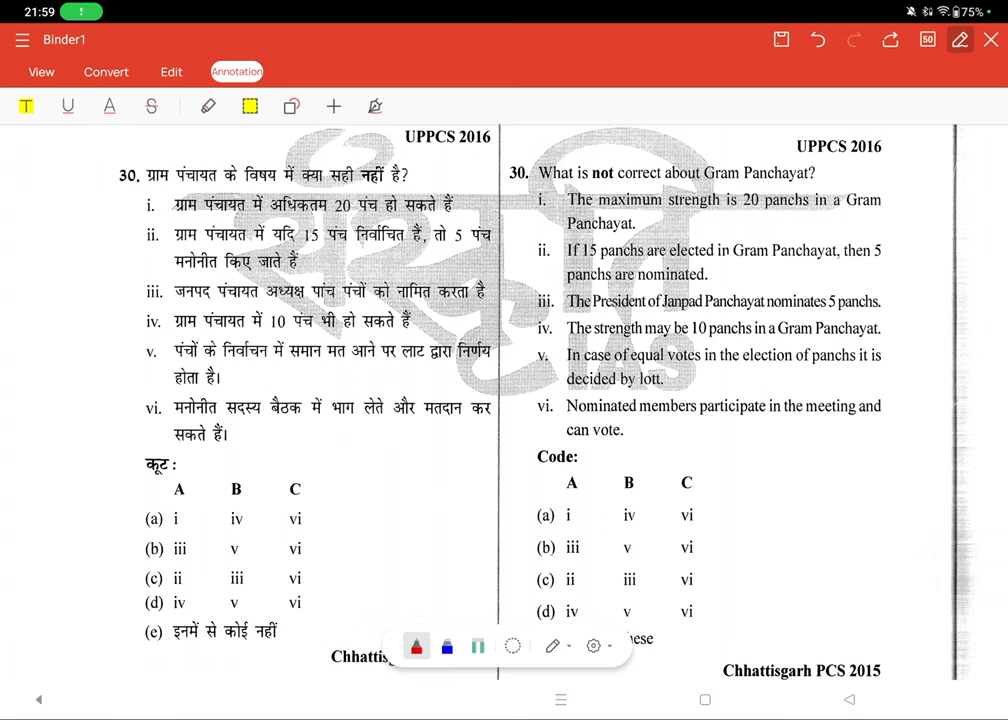 21:59
75%
Binder1
50
View Convert Edit Annotation
T U A S
UPPCS 2016
30. ग्राम पंचायत के विषय में क्या सही नहीं है?
i. ग्राम पंचायत में अधिकतम 20 पंच हो सकते हैं
ii. ग्राम पंचायत में यदि 15 पंच निर्वाचित हैं, तो 5 पंच
मनोनीत किए जाते हैं
iii. जनपद पंचायत अध्यक्ष पांच पंचों को नामित करता है
iv. ग्राम पंचायत में 10 पंच भी हो सकते हैं
v. पंचों के निर्वाचन में समान मत आने पर लाट द्वारा निर्णय
होता है।
vi. मनोनीत सदस्य बैठक में भाग लेते और मतदान कर
सकते हैं।
कूट :
A B C
(a) i iv vi
(b) iii v vi
(c) ii iii vi
(d) iv v vi
(e) इनमें से कोई नहीं
UPPCS 2016
30. What is not correct about Gram Panchayat?
i. The maximum strength is 20 panchs in a Gram
Panchayat.
ii. If 15 panchs are elected in Gram Panchayat, then 5
panchs are nominated.
iii. The President of Janpad Panchayat nominates 5 panchs.
iv. The strength may be 10 panchs in a Gram Panchayat.
v. In case of equal votes in the election of panchs it is
decided by lott.
vi. Nominated members participate in the meeting and
can vote.
Code:
A B C
(a) i iv vi
(b) iii v vi
(c) ii iii vi
(d) iv v vi
Chhattisgarh PCS 2015
संस्कृति
IAS